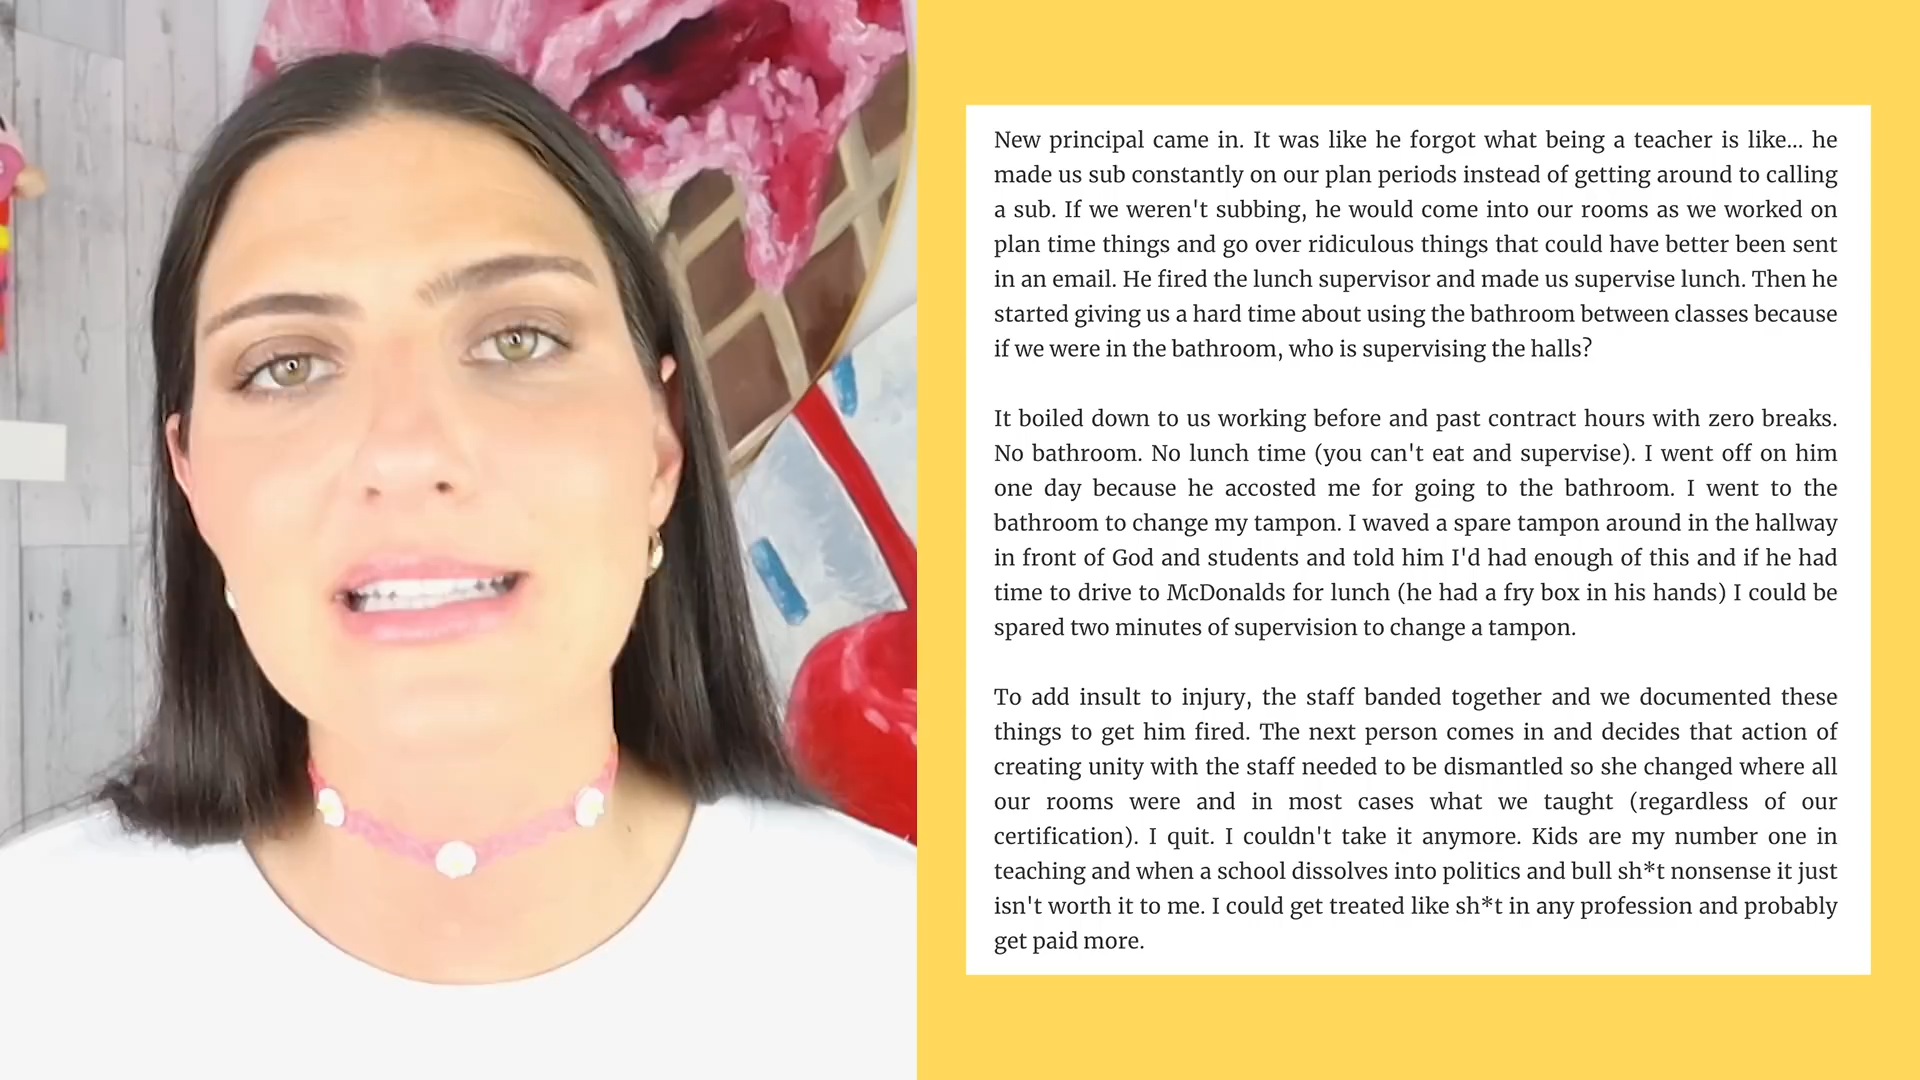 New principal came in. It was like he forgot what being a teacher is like... he
made us sub constantly on our plan periods instead of getting around to calling
a sub. If we weren't subbing, he would come into our rooms as we worked on
plan time things and go over ridiculous things that could have better been sent
in an email. He fired the lunch supervisor and made us supervise lunch. Then he
started giving us a hard time about using the bathroom between classes because
if we were in the bathroom, who is supervising the halls?
It boiled down to us working before and past contract hours with zero breaks.
No bathroom. No lunch time (you can't eat and supervise). I went off on him
one day because he accosted me for going to the bathroom. I went to the
bathroom to change my tampon. I waved a spare tampon around in the hallway
in front of God and students and told him I'd had enough of this and if he had
time to drive to McDonalds for lunch (he had a fry box in his hands) I could be
spared two minutes of supervision to change a tampon.
To add insult to injury, the staff banded together and we documented these
things to get him fired. The next person comes in and decides that action of
creating unity with the staff needed to be dismantled so she changed where all
our rooms were and in most cases what we taught (regardless of our
certification). I quit. I couldn't take it anymore. Kids are my number one in
teaching and when a school dissolves into politics and bull sh*t nonsense it just
isn't worth it to me. I could get treated like sh*t in any profession and probably
get paid more.